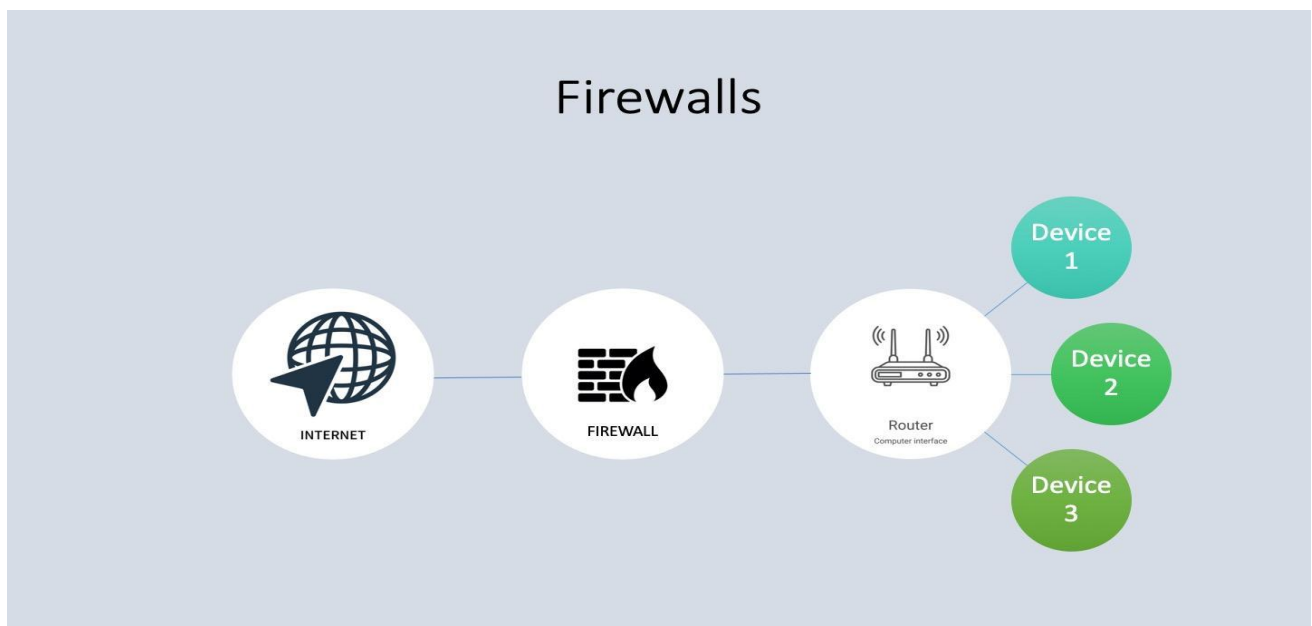 Firewalls
INTERNET
FIREWALL
Router
Computer interface
Device
1
Device
2
Device
3